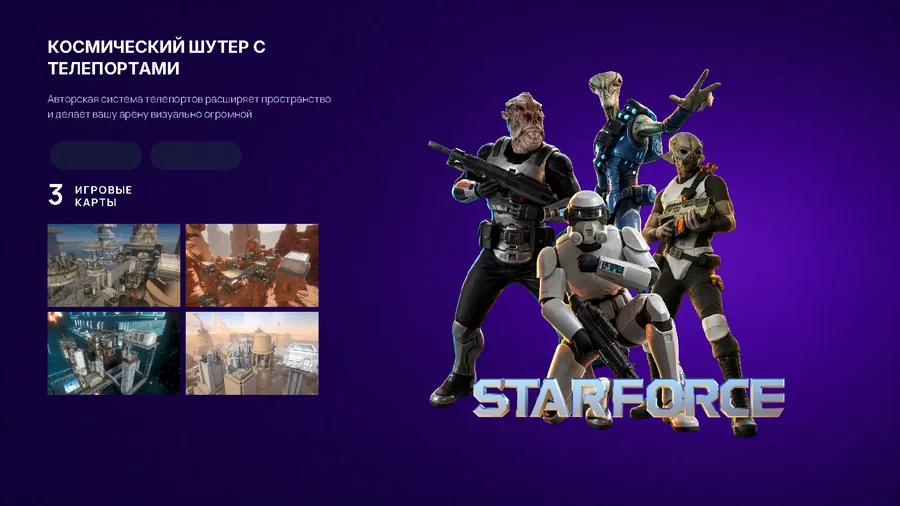 КОСМИЧЕСКИЙ ШУТЕР С
ТЕЛЕПОРТАМИ
Авторская система телепортов расширяет пространство
и делает вашу арену визуально огромной
3 ИГРОВЫЕ
КАРТЫ
STARFORCE